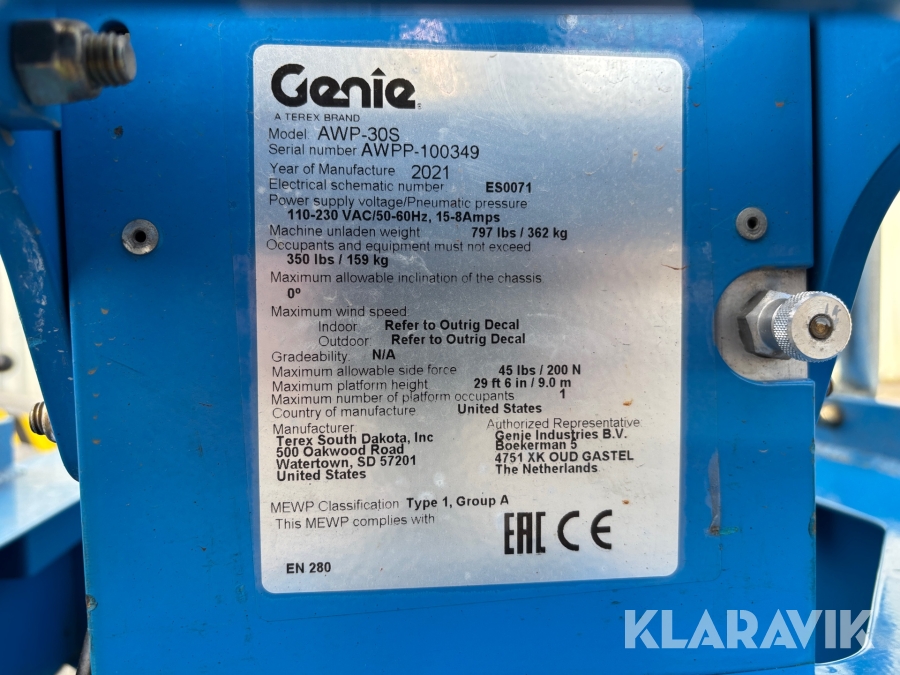 Genie
A TEREX BRAND
Model AWP-30S
Serial number AWPP-100349
Year of Manufacture 2021
Electrical schematic number ES0071
Power supply voltage/Pneumatic pressure
110-230 VAC/50-60Hz, 15-8Amps
Machine unladen weight 797 lbs / 362 kg
Occupants and equipment must not exceed
350 lbs / 159 kg
Maximum allowable inclination of the chassis
0º
Maximum wind speed
Indoor Refer to Outrig Decal
Outdoor Refer to Outrig Decal
Gradeability N/A
Maximum allowable side force 45 lbs / 200 N
Maximum platform height 29 ft 6 in / 9.0 m
Maximum number of platform occupants 1
Country of manufacture United States
Manufacturer
Terex South Dakota, Inc
500 Oakwood Road
Watertown, SD 57201
United States
Authorized Representative
Genie Industries B.V.
Boekerman 5
4751 XK OUD GASTEL
The Netherlands
MEWP Classification Type 1, Group A
This MEWP complies with
EAC CE
EN 280
KLARAVIK